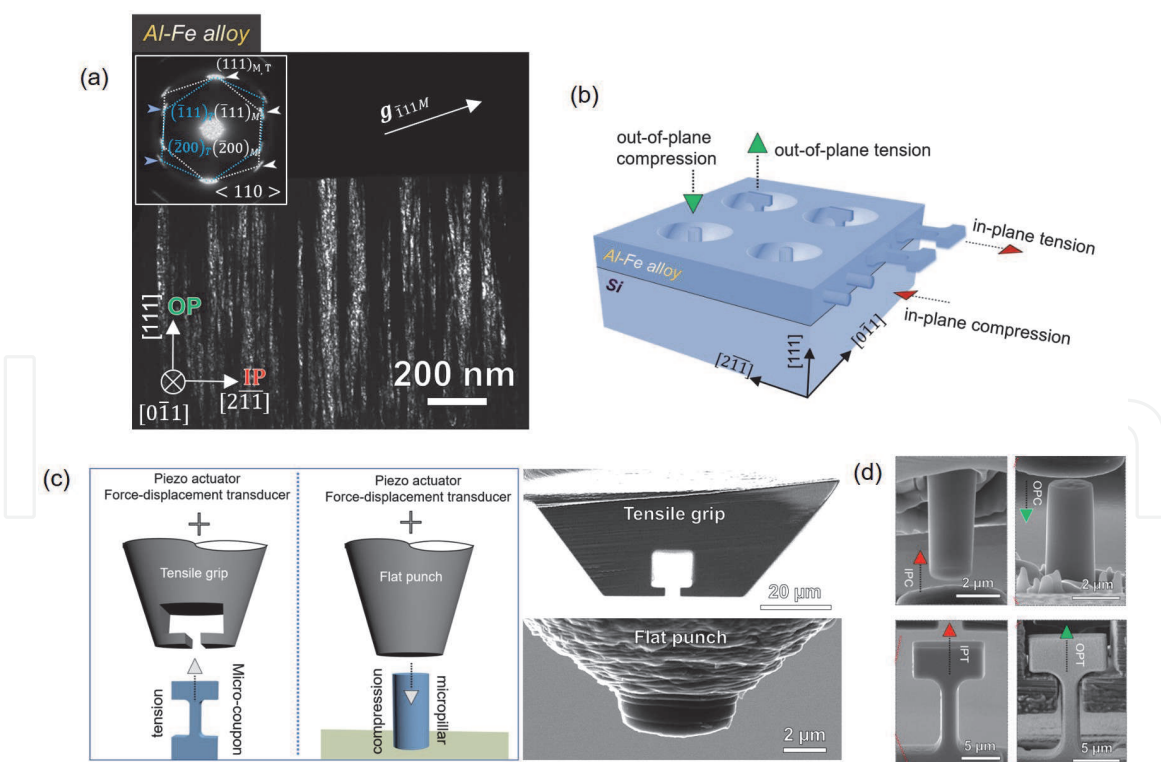 Al-Fe alloy
(a)
(111)M,T
(1̅11)T(1̅11)M
(2̅00)T(2̅00)M
< 110 >
g1̅11M
[111]
OP
IP
[21̅1̅]
[01̅1]
200 nm
(b)
out-of-plane
compression
out-of-plane tension
in-plane tension
in-plane compression
Al-Fe alloy
Si
[21̅1̅]
[111]
[01̅1]
(c)
Piezo actuator
Force-displacement transducer
Tensile grip
tension
Micro-coupon
Piezo actuator
Force-displacement transducer
Flat punch
compression
micropillar
Tensile grip
20 µm
Flat punch
2 µm
(d)
IPC
2 µm
OPC
2 µm
IPT
5 µm
OPT
5 µm